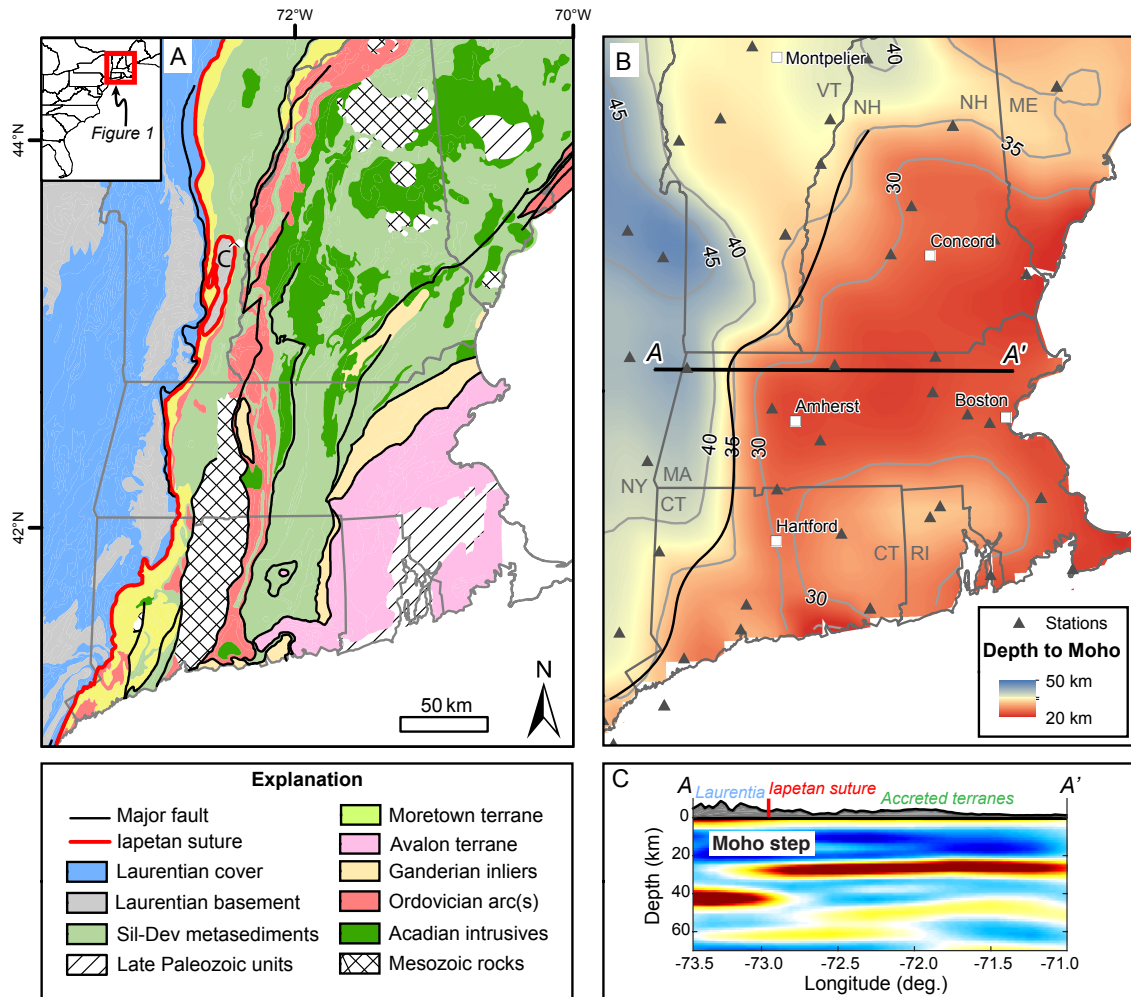 72°W
70°W
A
Figure 1
44°N
42°N
C
N
50 km
B
Montpelier
VT
NH
NH
ME
40
45
35
30
40
45
Concord
A
A'
Amherst
Boston
40
35
30
NY
MA
CT
Hartford
CT
RI
30
Stations
Depth to Moho
50 km
20 km
Explanation
Major fault
Iapetan suture
Laurentian cover
Laurentian basement
Sil-Dev metasediments
Late Paleozoic units
Moretown terrane
Avalon terrane
Ganderian inliers
Ordovician arc(s)
Acadian intrusives
Mesozoic rocks
C
A
A'
Laurentia
Iapetan suture
Accreted terranes
Moho step
Depth (km)
0
20
40
60
-73.5
-73.0
-72.5
-72.0
-71.5
-71.0
Longitude (deg.)